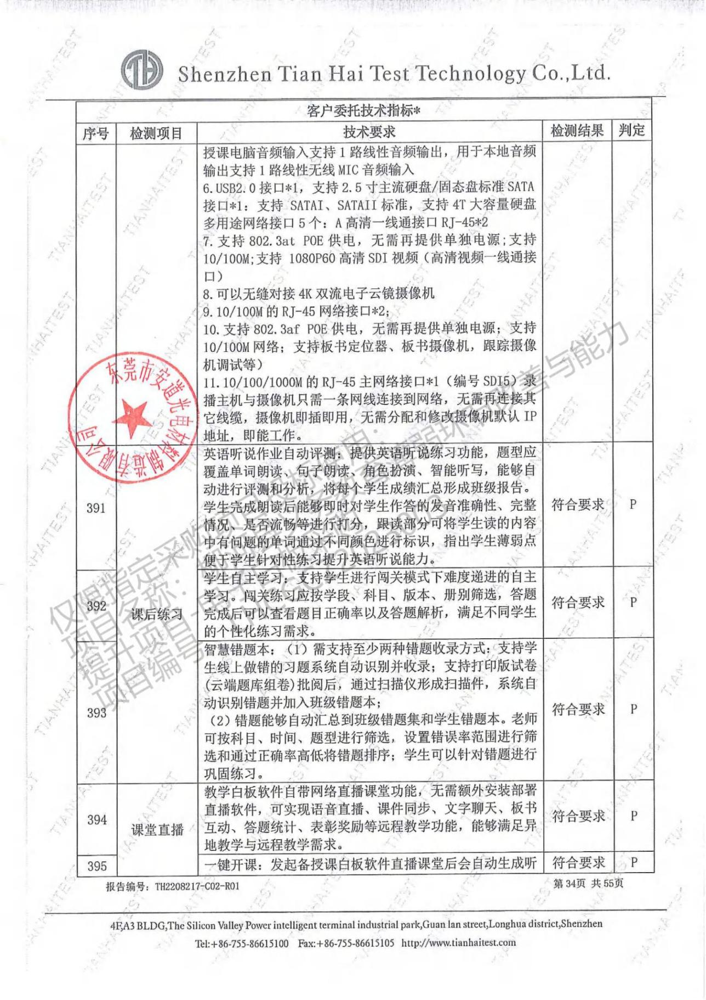 Shenzhen Tian Hai Test Technology Co.,Ltd.
客户委托技术指标*
序号 检测项目 技术要求 检测结果 判定
授课电脑音频输入支持 1 路线性音频输出，用于本地音频
输出支持 1 路线性无线 MIC 音频输入
6.USB2.0 接口*1，支持 2.5 寸主流硬盘/固态盘标准 SATA
接口*1：支持 SATAI、SATAII 标准，支持 4T 大容量硬盘
多用途网络接口 5 个：A 高清一线通接口 RJ-45*2
7.支持 802.3at POE 供电，无需再提供单独电源;支持
10/100M;支持 1080P60 高清 SDI 视频（高清视频一线通接
口）
8.可以无缝对接 4K 双流电子云镜摄像机
9.10/100M 的 RJ-45 网络接口*2;
10.支持 802.3af POE 供电，无需再提供单独电源；支持
10/100M 网络；支持板书定位器、板书摄像机，跟踪摄像
机调试等）
11.10/100/1000M 的 RJ-45 主网络接口*1（编号 SDI5）录
播主机与摄像机只需一条网线连接到网络，无需再连接其
它线缆，摄像机即插即用，无需分配和修改摄像机默认 IP
地址，即能工作。
东莞市安道光电材料制造有限公司
391
英语听说作业自动评测：提供英语听说练习功能，题型应
覆盖单词朗读、句子朗读、角色扮演、智能听写，能够自
动进行评测和分析，将每个学生成绩汇总形成班级报告。
学生完成朗读后能够即时对学生作答的发音准确性、完整
情况、是否流畅等进行打分，跟读部分可将学生读的内容
中有问题的单词通过不同颜色进行标识，指出学生薄弱点
便于学生针对性练习提升英语听说能力。
符合要求 P
课后练习
392
学生自主学习：支持学生进行闯关模式下难度递进的自主
学习。闯关练习应按学段、科目、版本、册别筛选，答题
完成后可以查看题目正确率以及答题解析，满足不同学生
的个性化练习需求。
符合要求 P
393
智慧错题本：（1）需支持至少两种错题收录方式：支持学
生线上做错的习题系统自动识别并收录；支持打印版试卷
(云端题库组卷)批阅后，通过扫描仪形成扫描件，系统自
动识别错题并加入班级错题本；
（2）错题能够自动汇总到班级错题集和学生错题本。老师
可按科目、时间、题型进行筛选，设置错误率范围进行筛
选和通过正确率高低将错题排序；学生可以针对错题进行
巩固练习。
符合要求 P
394
课堂直播
教学白板软件自带网络直播课堂功能，无需额外安装部署
直播软件，可实现语音直播、课件同步、文字聊天、板书
互动、答题统计、表彰奖励等远程教学功能，能够满足异
地教学与远程教学需求。
符合要求 P
395 一键开课：发起备授课白板软件直播课堂后会自动生成听 符合要求 P
报告编号：TH2208217-C02-R01 第 34页 共 55页
4F,A3 BLDG,The Silicon Valley Power intelligent terminal industrial park,Guan lan street,Longhua district,Shenzhen
Tel:+86-755-86615100 Fax:+86-755-86615105 http://www.tianhaitest.com